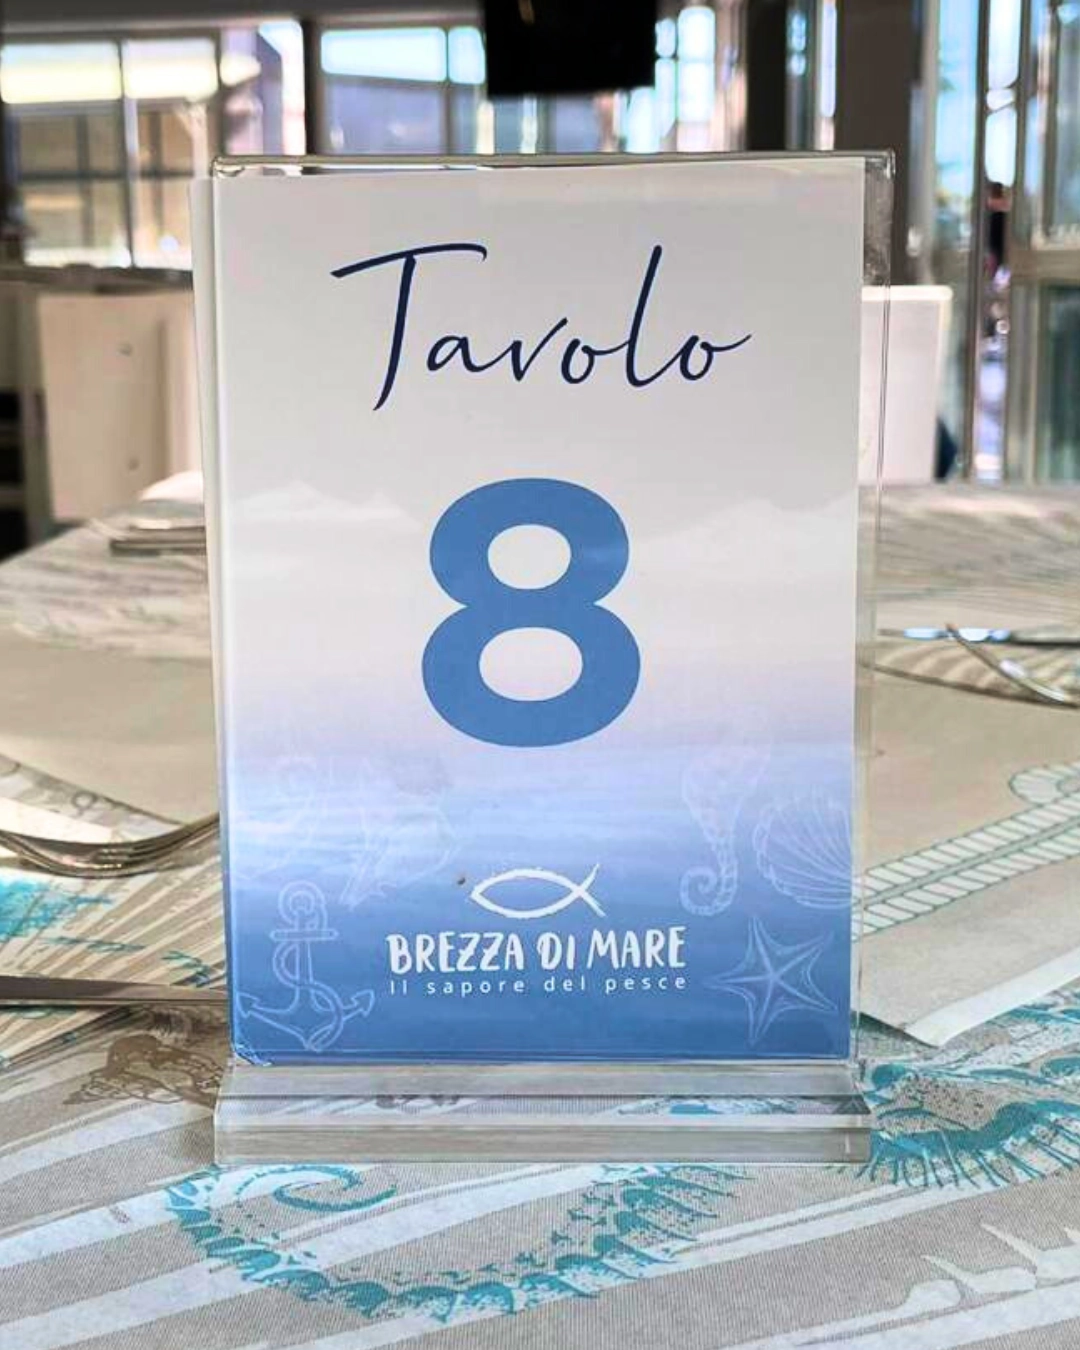 Tavolo
8
BREZZA DI MARE
Il sapore del pesce